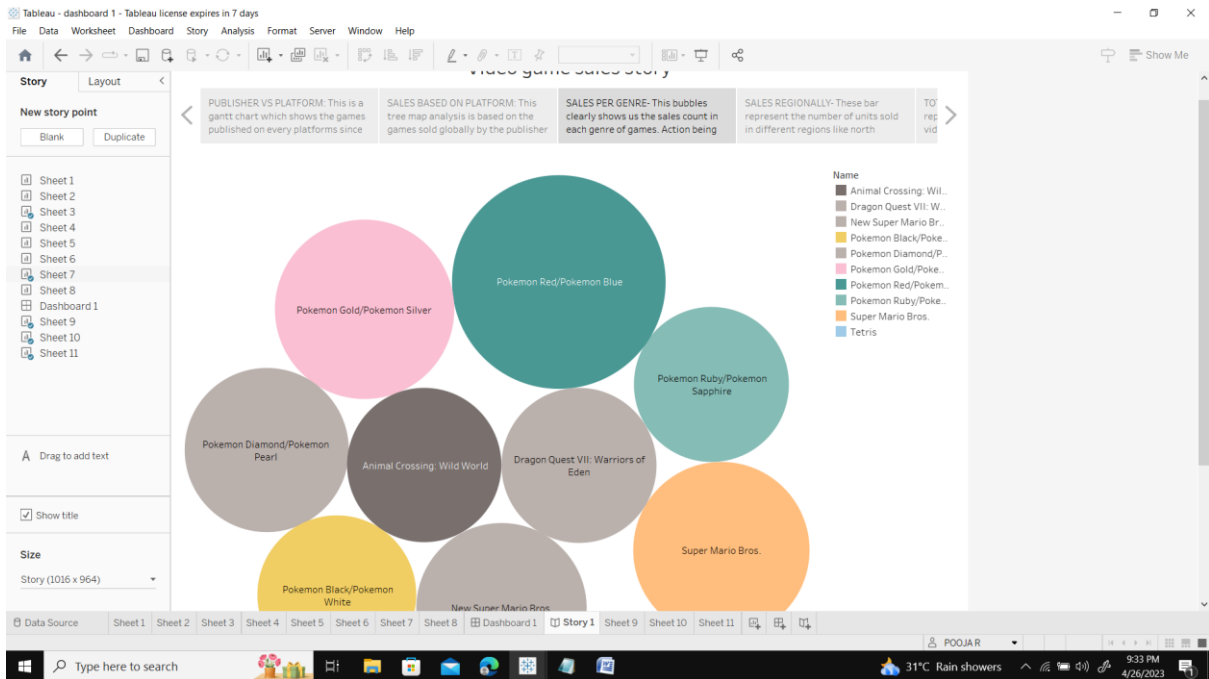 Tableau - dashboard 1 - Tableau license expires in 7 days
File Data Worksheet Dashboard Story Analysis Format Server Window Help
Show Me
Story Layout
New story point
Blank Duplicate
Sheet 1
Sheet 2
Sheet 3
Sheet 4
Sheet 5
Sheet 6
Sheet 7
Sheet 8
Dashboard 1
Sheet 9
Sheet 10
Sheet 11
A Drag to add text
Show title
Size
Story (1016 x 964)
Video game sales story
PUBLISHER VS PLATFORM: This is a
gantt chart which shows the games
published on every platforms since
SALES BASED ON PLATFORM: This
tree map analysis is based on the
games sold globally by the publisher
SALES PER GENRE- This bubbles
clearly shows us the sales count in
each genre of games. Action being
SALES REGIONALLY- These bar
represent the number of units sold
in different regions like north
TO
rep
vid
Pokemon Red/Pokemon Blue
Pokemon Gold/Pokemon Silver
Pokemon Ruby/Pokemon
Sapphire
Pokemon Diamond/Pokemon
Pearl
Animal Crossing: Wild World
Dragon Quest VII: Warriors of
Eden
Super Mario Bros.
Pokemon Black/Pokemon
White
New Super Mario Bros.
Name
Animal Crossing: Wil..
Dragon Quest VII: W..
New Super Mario Br..
Pokemon Black/Poke..
Pokemon Diamond/P..
Pokemon Gold/Poke..
Pokemon Red/Pokem..
Pokemon Ruby/Poke..
Super Mario Bros.
Tetris
Data Source Sheet 1 Sheet 2 Sheet 3 Sheet 4 Sheet 5 Sheet 6 Sheet 7 Sheet 8 Dashboard 1 Story 1 Sheet 9 Sheet 10 Sheet 11
POOJA R
Type here to search
31°C Rain showers
9:33 PM
4/26/2023